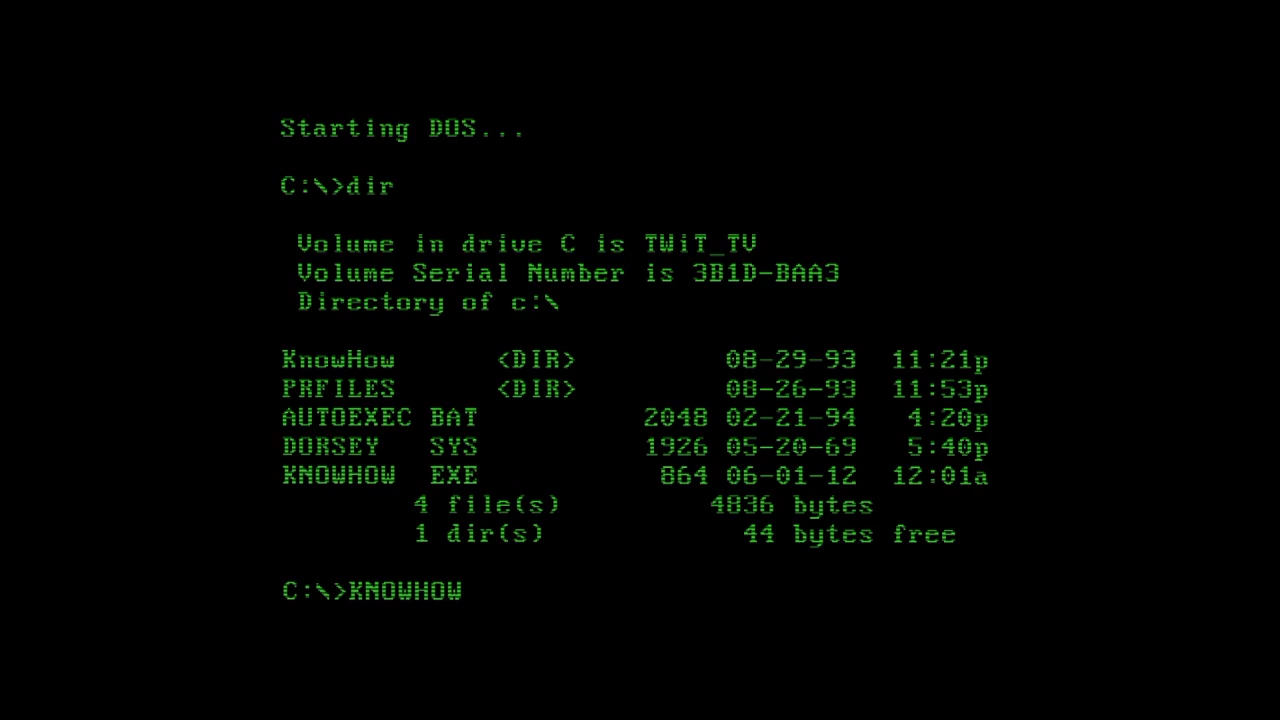 Starting DOS...
C:\>dir
Volume in drive C is TWiT_TV
Volume Serial Number is 3B1D-BAA3
Directory of c:\
KnowHow <DIR> 08-29-93 11:21p
PRFILES <DIR> 08-26-93 11:53p
AUTOEXEC BAT 2048 02-21-94 4:20p
DORSEY SYS 1926 05-20-69 5:40p
KNOWHOW EXE 864 06-01-12 12:01a
4 file(s) 4836 bytes
1 dir(s) 44 bytes free
C:\>KNOWHOW